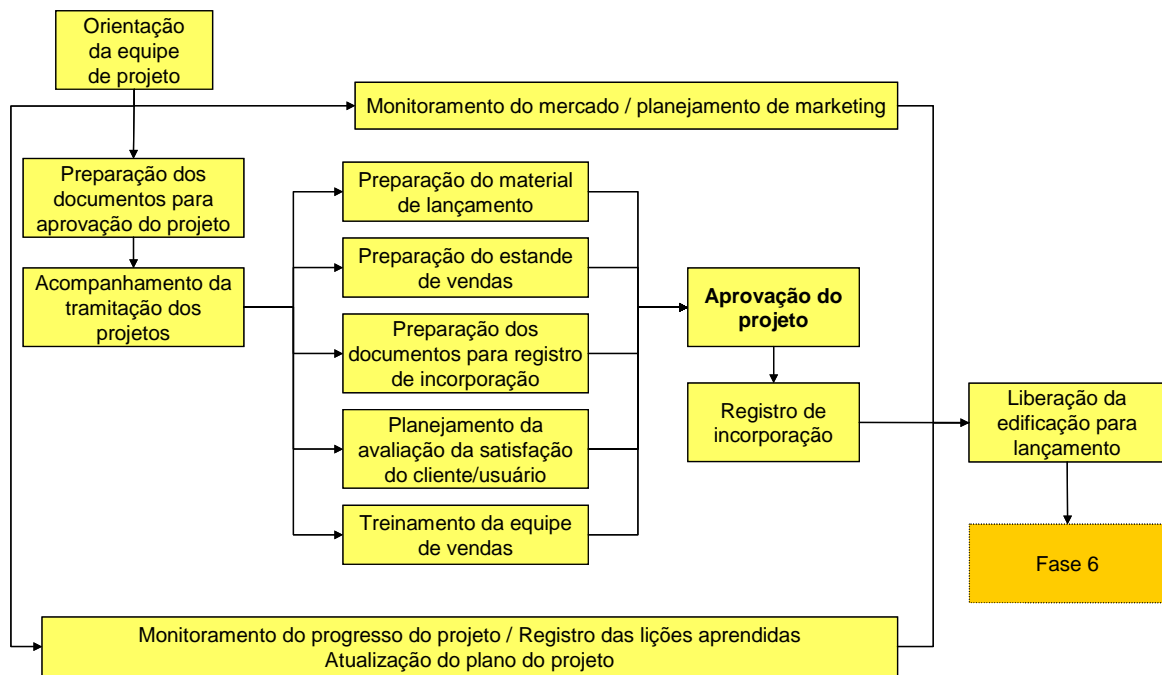 Orientação
da equipe
de projeto
Monitoramento do mercado / planejamento de marketing
Preparação dos
documentos para
aprovação do projeto
Acompanhamento da
tramitação dos
projetos
Preparação do material
de lançamento
Preparação do estande
de vendas
Preparação dos
documentos para registro
de incorporação
Planejamento da
avaliação da satisfação
do cliente/usuário
Treinamento da equipe
de vendas
Aprovação do
projeto
Registro de
incorporação
Liberação da
edificação para
lançamento
Fase 6
Monitoramento do progresso do projeto / Registro das lições aprendidas
Atualização do plano do projeto